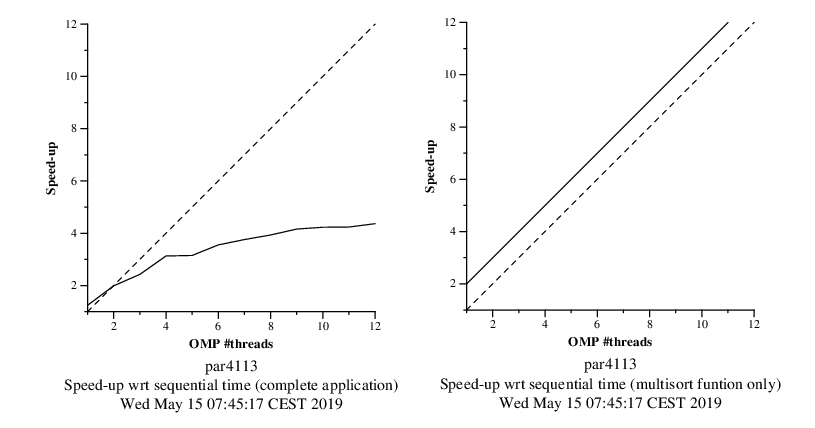 12
10
8
6
4
2
Speed-up
2 4 6 8 10 12
OMP #threads
par4113
Speed-up wrt sequential time (complete application)
Wed May 15 07:45:17 CEST 2019
12
10
8
6
4
2
Speed-up
2 4 6 8 10 12
OMP #threads
par4113
Speed-up wrt sequential time (multisort funtion only)
Wed May 15 07:45:17 CEST 2019